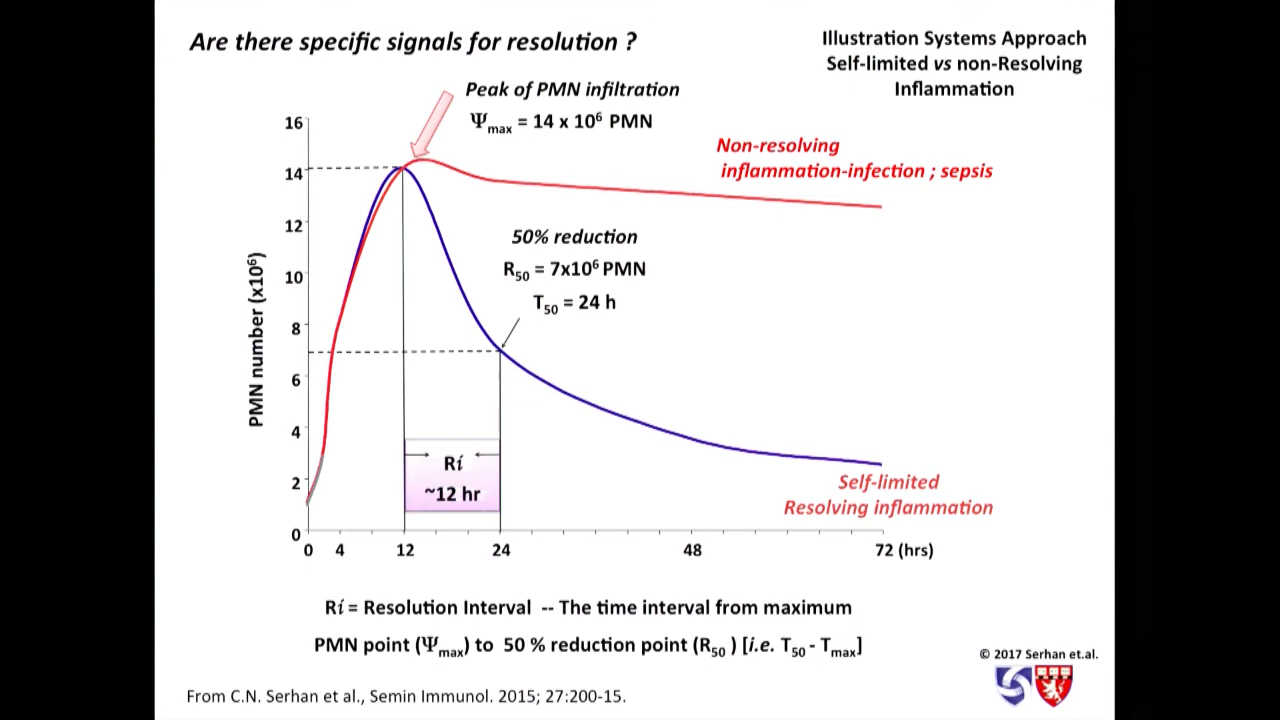 Are there specific signals for resolution ?
Illustration Systems Approach
Self-limited vs non-Resolving
Inflammation
Peak of PMN infiltration
Ψmax = 14 x 10⁶ PMN
Non-resolving
inflammation-infection ; sepsis
50% reduction
R50 = 7x10⁶ PMN
T50 = 24 h
PMN number (x10⁶)
16
14
12
10
8
6
4
2
0
Rí
~12 hr
Self-limited
Resolving inflammation
0 4 12 24 48 72 (hrs)
Rí = Resolution Interval -- The time interval from maximum
PMN point (Ψmax) to 50 % reduction point (R50 ) [i.e. T50 - Tmax]
© 2017 Serhan et.al.
From C.N. Serhan et al., Semin Immunol. 2015; 27:200-15.